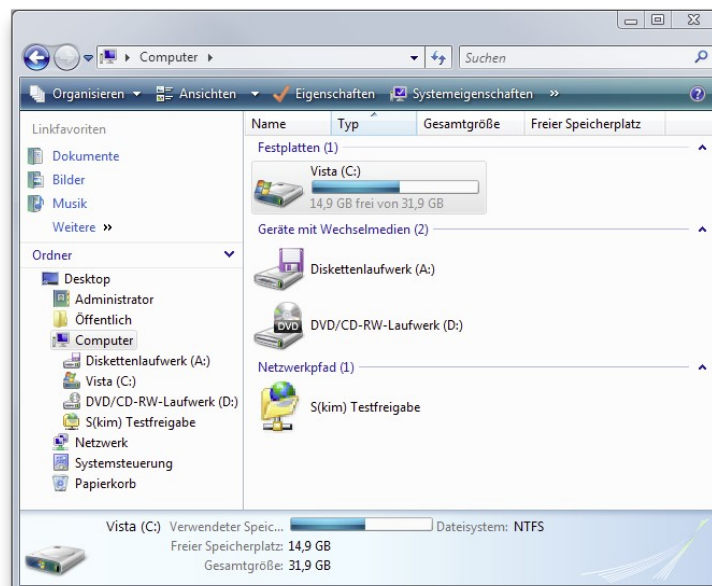 Computer
Suchen
Organisieren Ansichten Eigenschaften Systemeigenschaften »
Linkfavoriten
Dokumente
Bilder
Musik
Weitere »
Ordner
Desktop
Administrator
Öffentlich
Computer
Diskettenlaufwerk (A:)
Vista (C:)
DVD/CD-RW-Laufwerk (D:)
S(kim) Testfreigabe
Netzwerk
Systemsteuerung
Papierkorb
Name Typ Gesamtgröße Freier Speicherplatz
Festplatten (1)
Vista (C:)
14,9 GB frei von 31,9 GB
Geräte mit Wechselmedien (2)
Diskettenlaufwerk (A:)
DVD
DVD/CD-RW-Laufwerk (D:)
Netzwerkpfad (1)
S(kim) Testfreigabe
Vista (C:) Verwendeter Speic... Dateisystem: NTFS
Freier Speicherplatz: 14,9 GB
Gesamtgröße: 31,9 GB